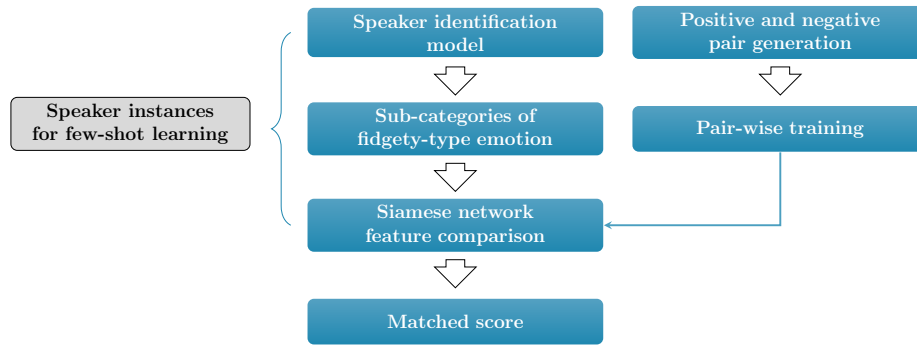 Speaker identification
model
Positive and negative
pair generation
Speaker instances
for few-shot learning
Sub-categories of
fidgety-type emotion
Pair-wise training
Siamese network
feature comparison
Matched score